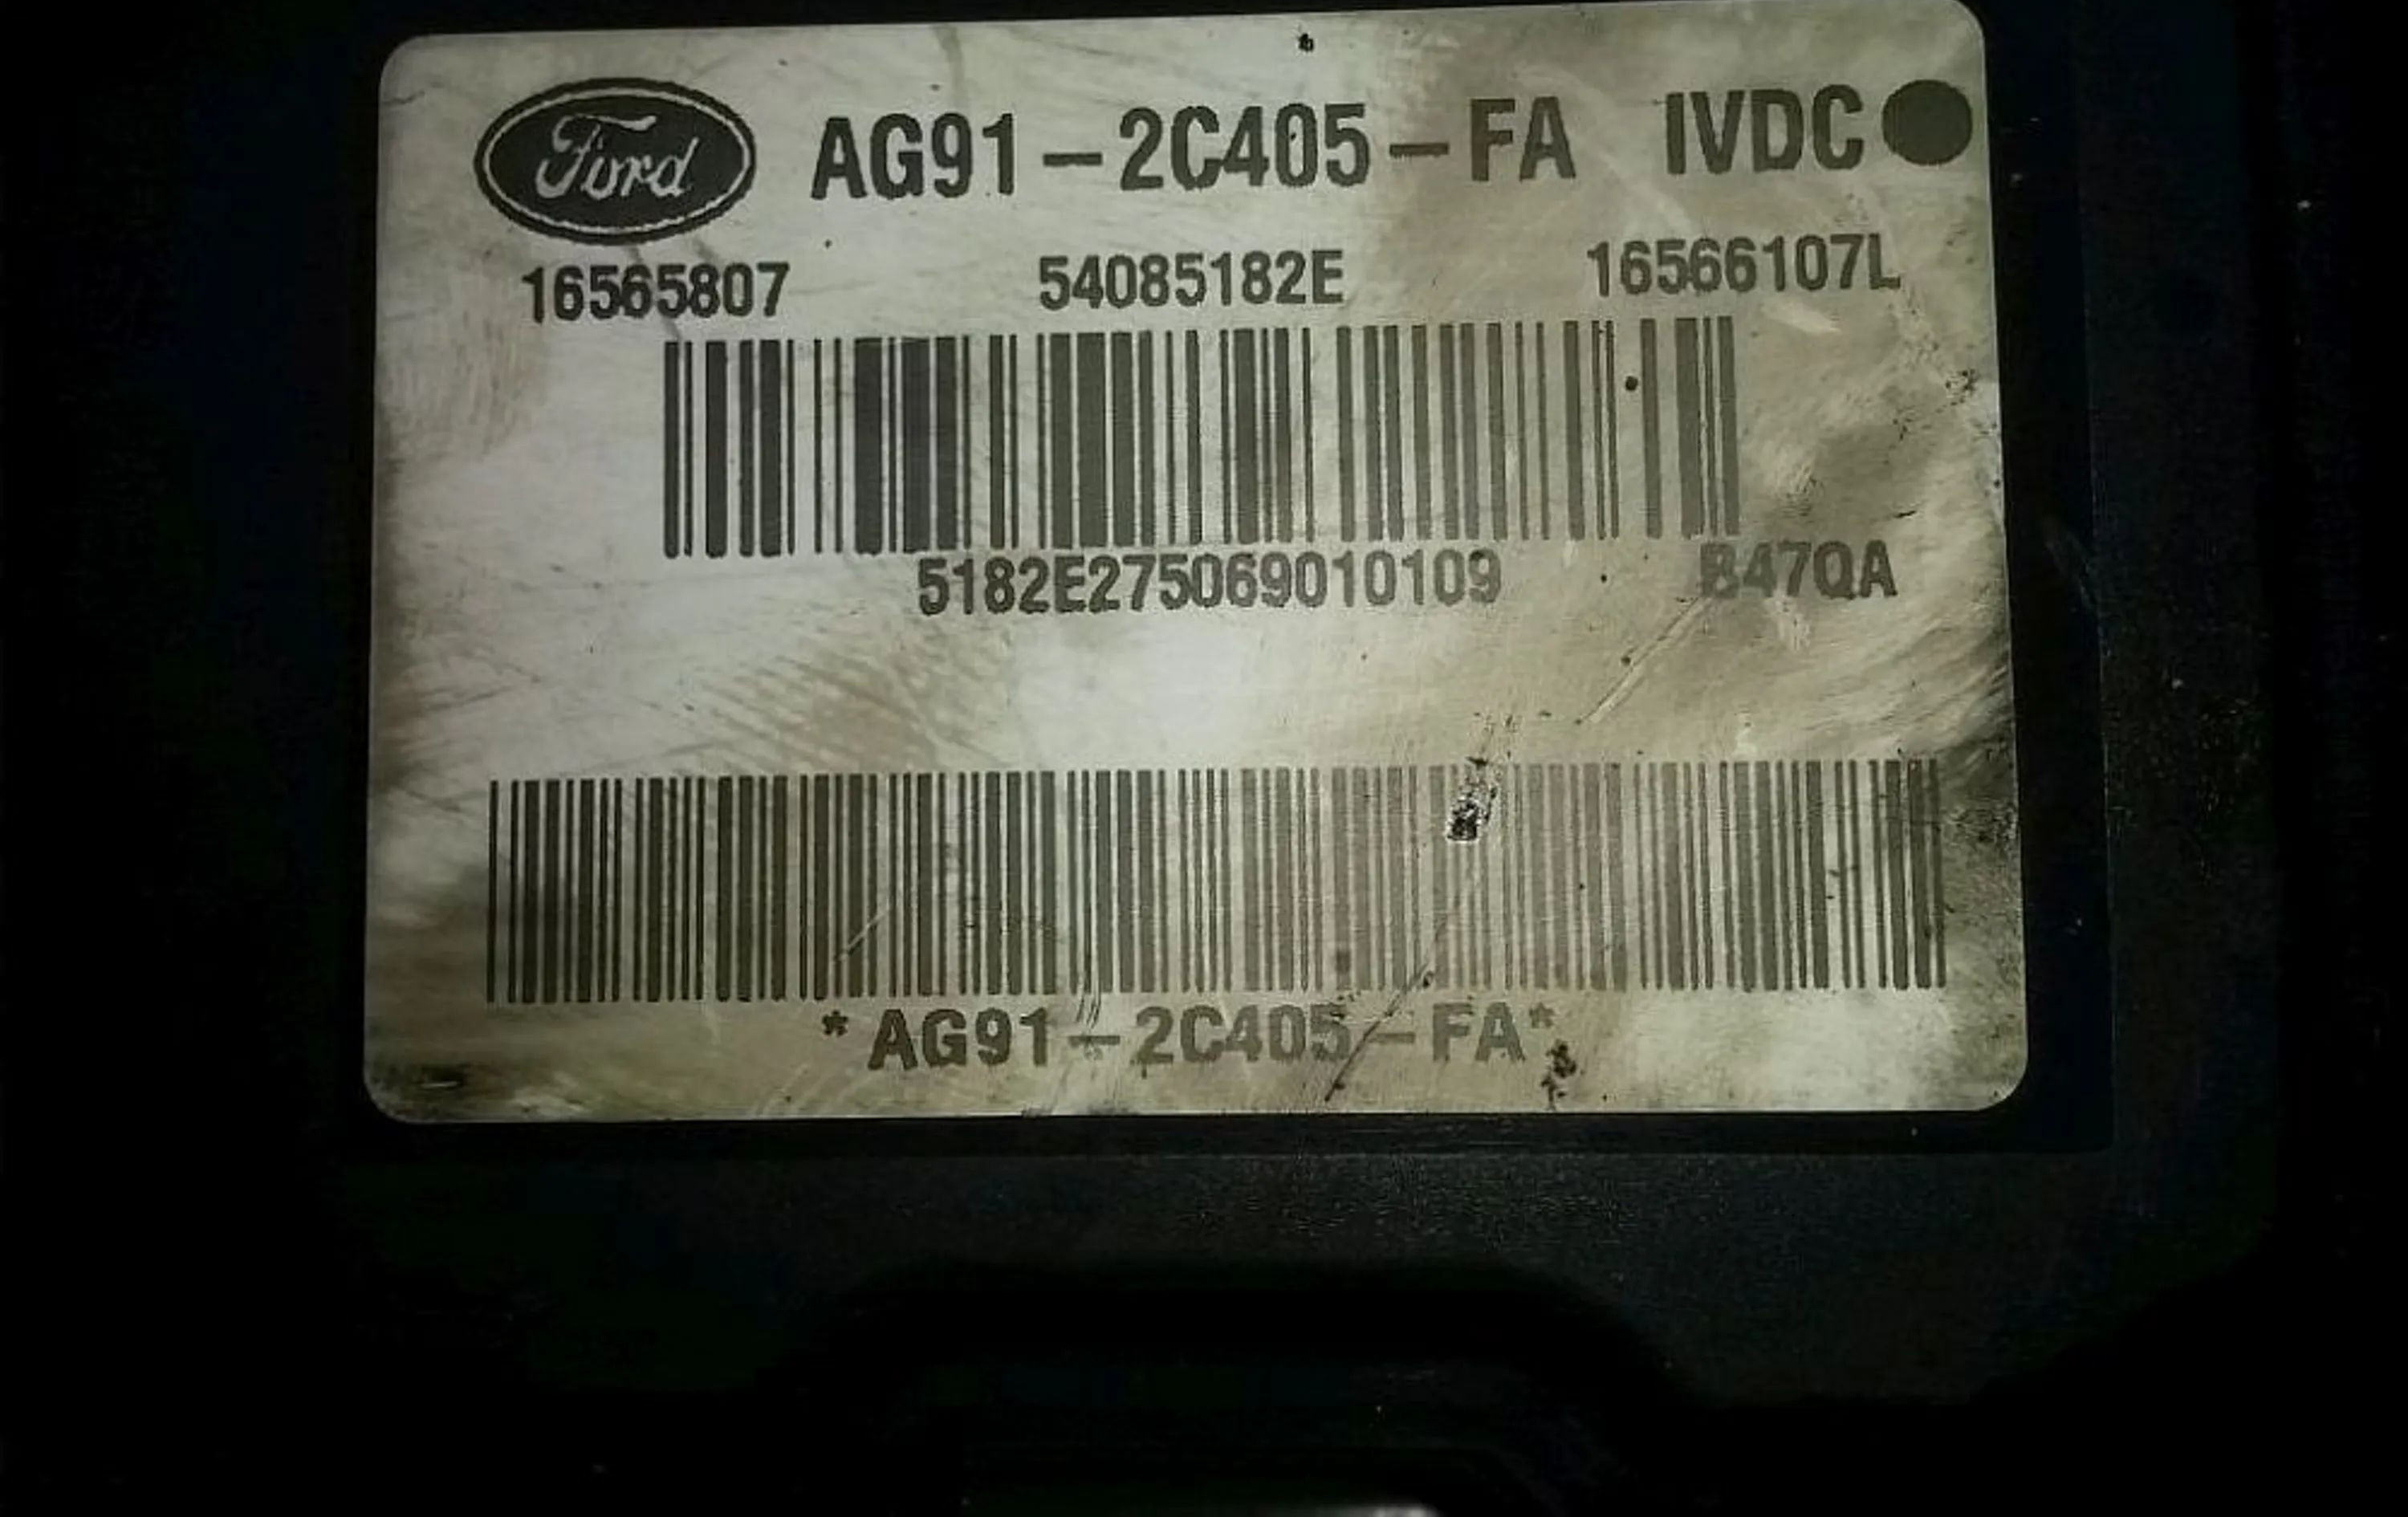 Ford AG91-2C405-FA IVDC
16565807 54085182E 16566107L
5182E275069010109 B47QA
*AG91-2C405-FA*